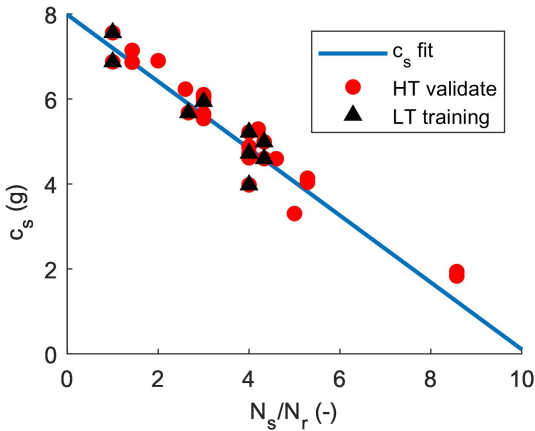 8
6
4
2
0
0 2 4 6 8 10
c_s (g)
N_s/N_r (-)
c_s fit
HT validate
LT training